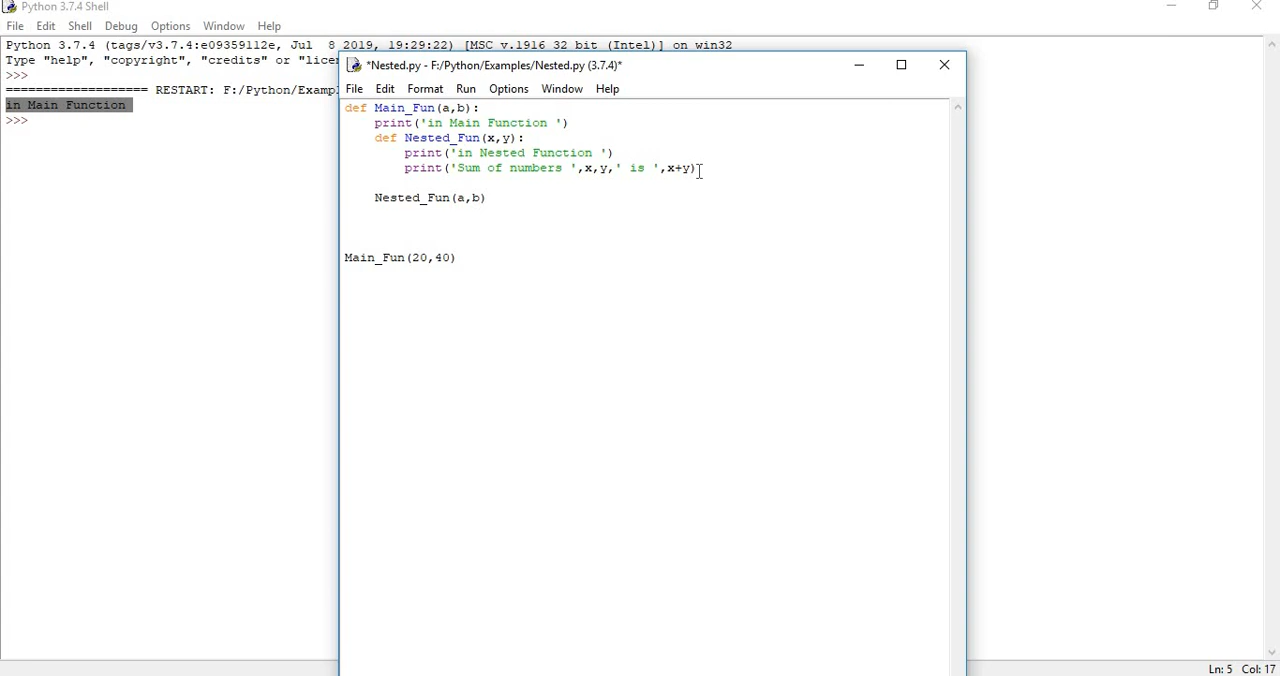 Python 3.7.4 Shell
File Edit Shell Debug Options Window Help
Python 3.7.4 (tags/v3.7.4:e09359112e, Jul 8 2019, 19:29:22) [MSC v.1916 32 bit (Intel)] on win32
Type "help", "copyright", "credits" or
>>>
=================== RESTART: F:/Python/
in Main Function
>>>
*Nested.py - F:/Python/Examples/Nested.py (3.7.4)*
File Edit Format Run Options Window Help
def Main_Fun(a,b):
    print('in Main Function ')
    def Nested_Fun(x,y):
        print('in Nested Function ')
        print('Sum of numbers ',x,y,' is ',x+y)
    Nested_Fun(a,b)
Main_Fun(20,40)
Ln: 5 Col: 17